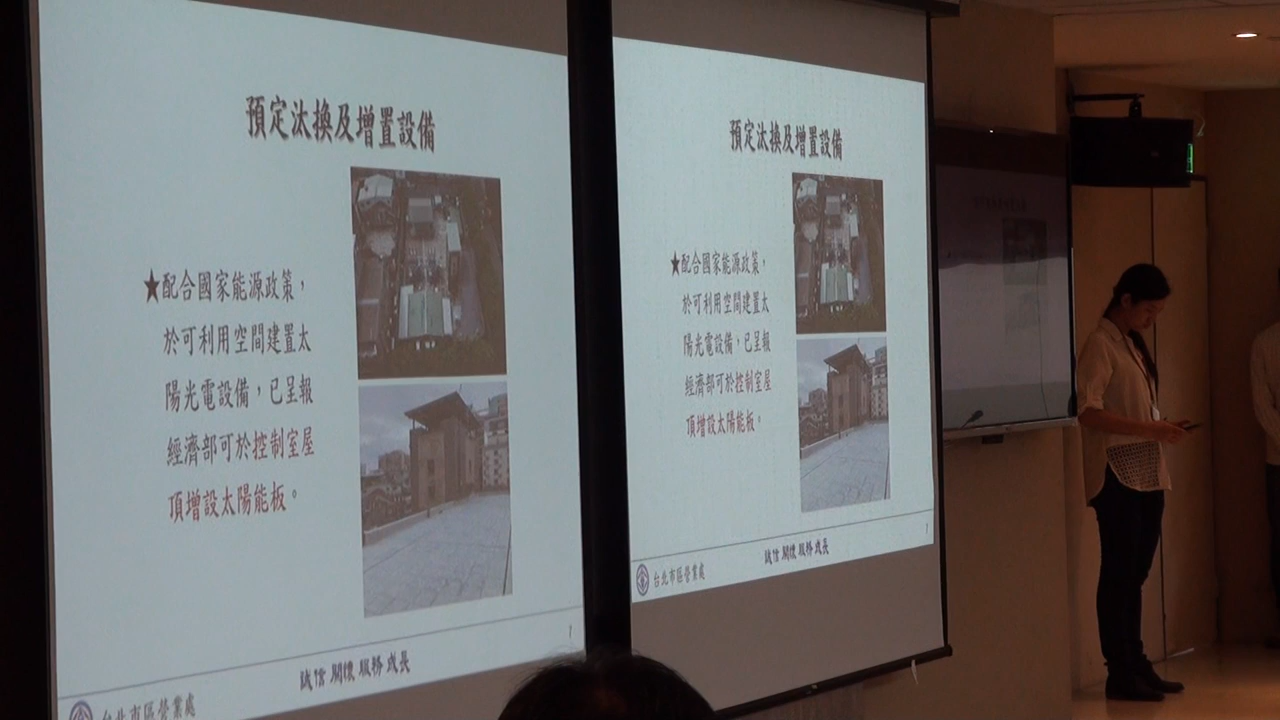 預定汰換及增置設備
★配合國家能源政策，
於可利用空間建置太
陽光電設備，已呈報
經濟部可於控制室屋
頂增設太陽能板。
7
誠信 關懷 服務 成長
台北市區營業處
預定汰換及增置設備
★配合國家能源政策，
於可利用空間建置太
陽光電設備，已呈報
經濟部可於控制室屋
頂增設太陽能板。
7
誠信 關懷 服務 成長
台北市區營業處